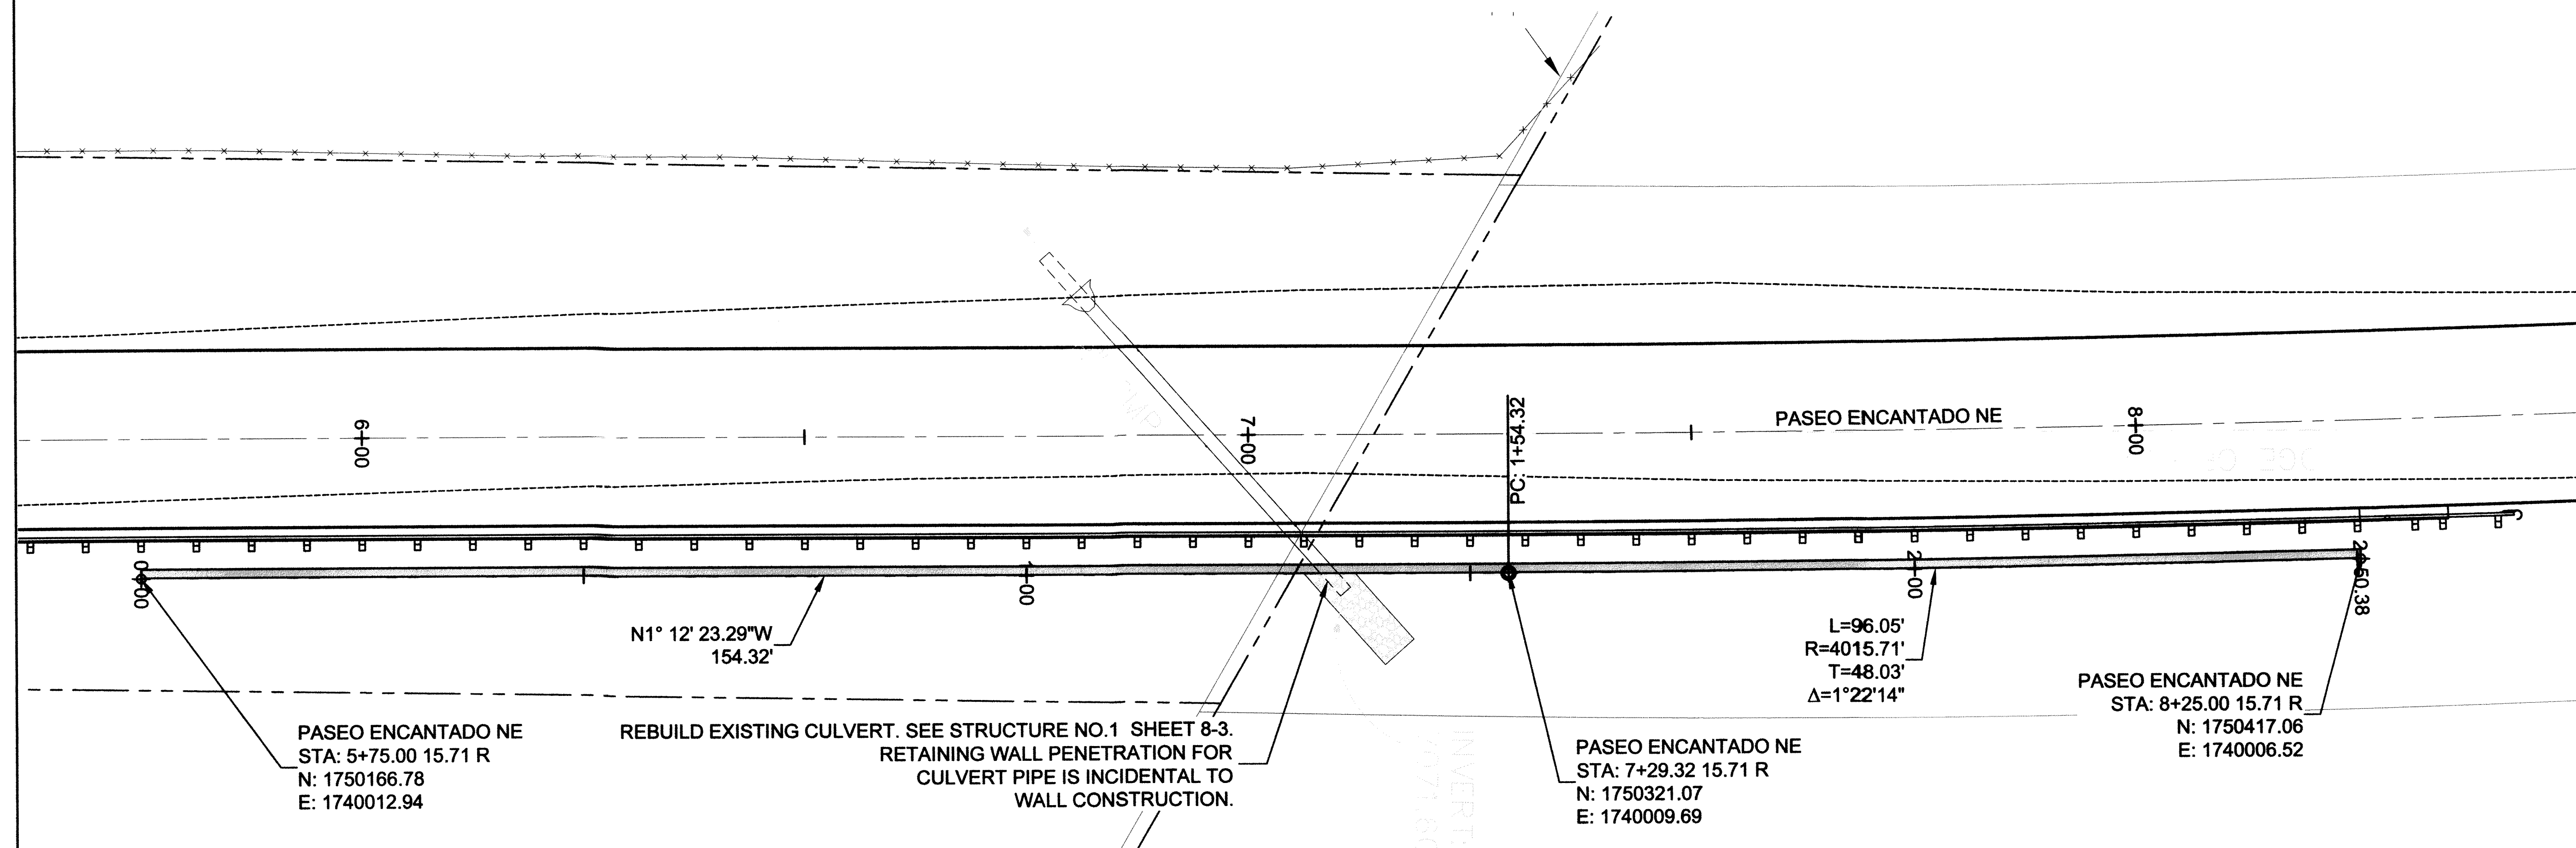 6+00
7+00
PC: 1+54.32
PASEO ENCANTADO NE
8+00
0+00
1+00
2+00
2+50.38
N1° 12' 23.29"W
154.32'
L=96.05'
R=4015.71'
T=48.03'
Δ=1°22'14"
PASEO ENCANTADO NE
STA: 5+75.00 15.71 R
N: 1750166.78
E: 1740012.94
REBUILD EXISTING CULVERT. SEE STRUCTURE NO.1 SHEET 8-3.
RETAINING WALL PENETRATION FOR
CULVERT PIPE IS INCIDENTAL TO
WALL CONSTRUCTION.
PASEO ENCANTADO NE
STA: 7+29.32 15.71 R
N: 1750321.07
E: 1740009.69
PASEO ENCANTADO NE
STA: 8+25.00 15.71 R
N: 1750417.06
E: 1740006.52
INVERT: